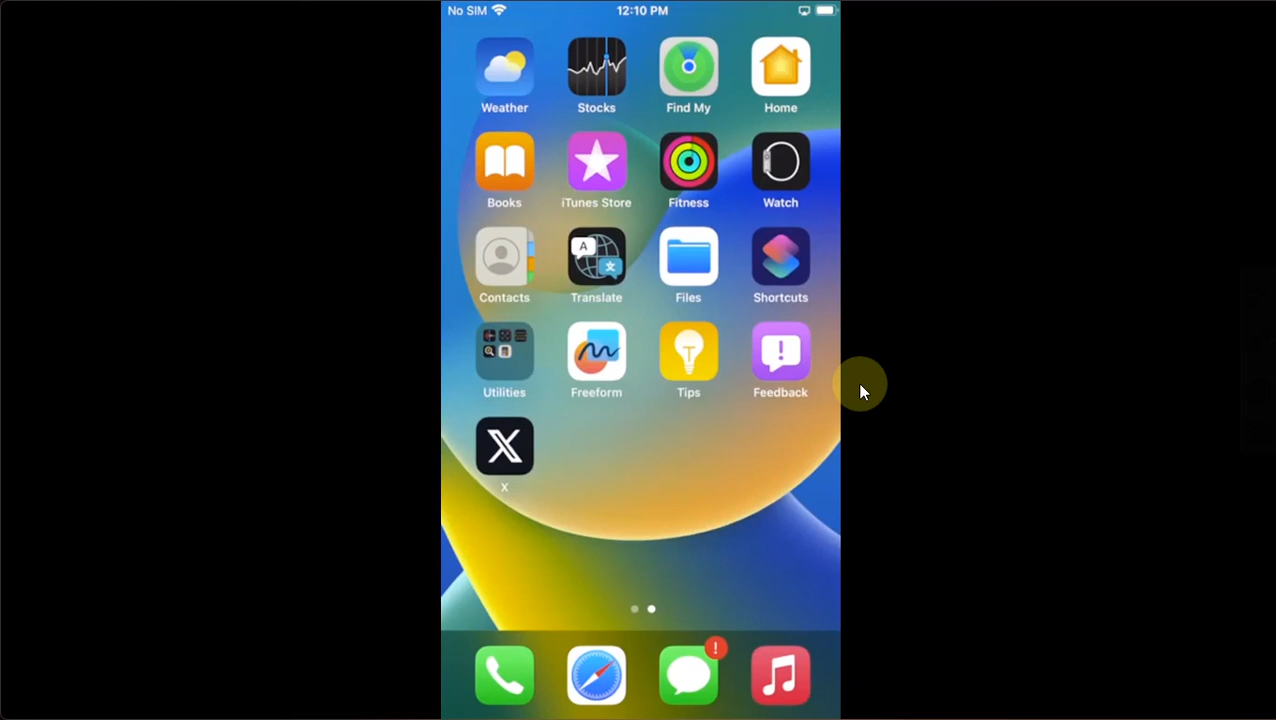 No SIM 12:10 PM
Weather Stocks Find My Home
Books iTunes Store Fitness Watch
A 文
Contacts Translate Files Shortcuts
Utilities Freeform Tips Feedback
X